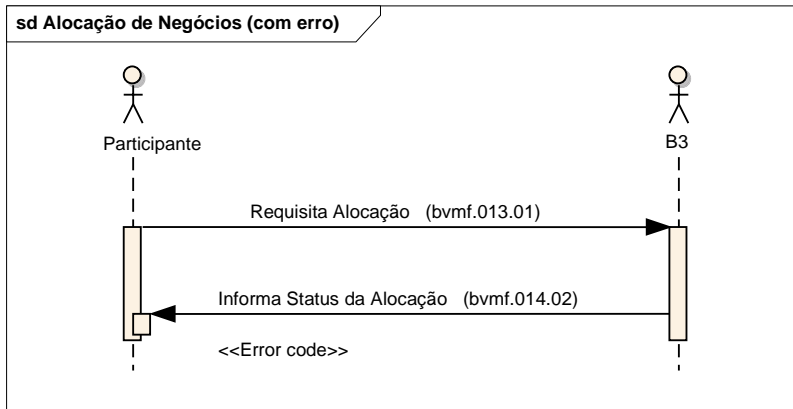 sd Alocação de Negócios (com erro)
Participante
B3
Requisita Alocação (bvmf.013.01)
Informa Status da Alocação (bvmf.014.02)
<<Error code>>